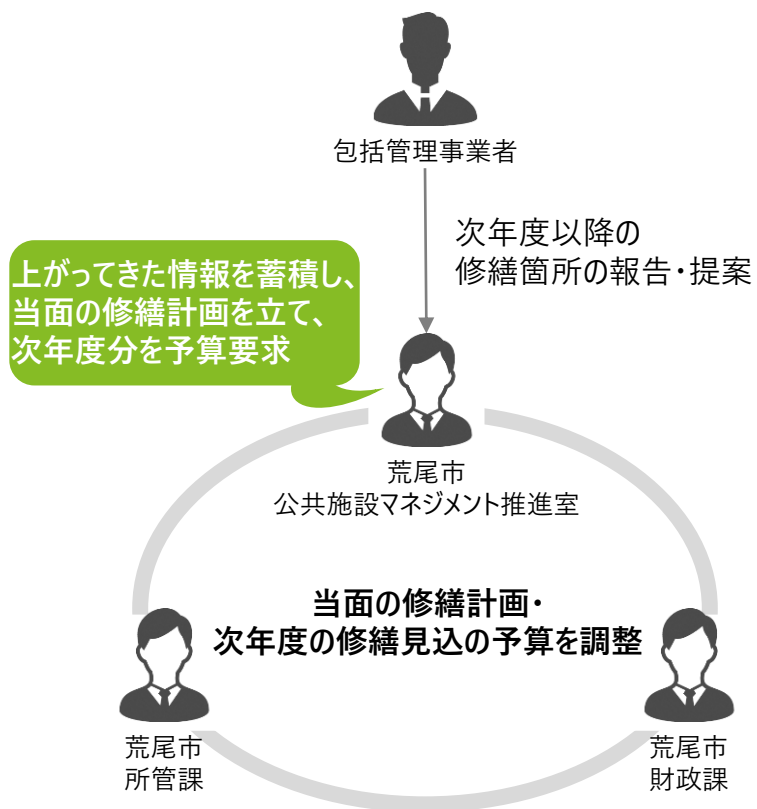 包括管理事業者
次年度以降の
修繕箇所の報告・提案
上がってきた情報を蓄積し、
当面の修繕計画を立て、
次年度分を予算要求
荒尾市
公共施設マネジメント推進室
当面の修繕計画・
次年度の修繕見込の予算を調整
荒尾市
所管課
荒尾市
財政課